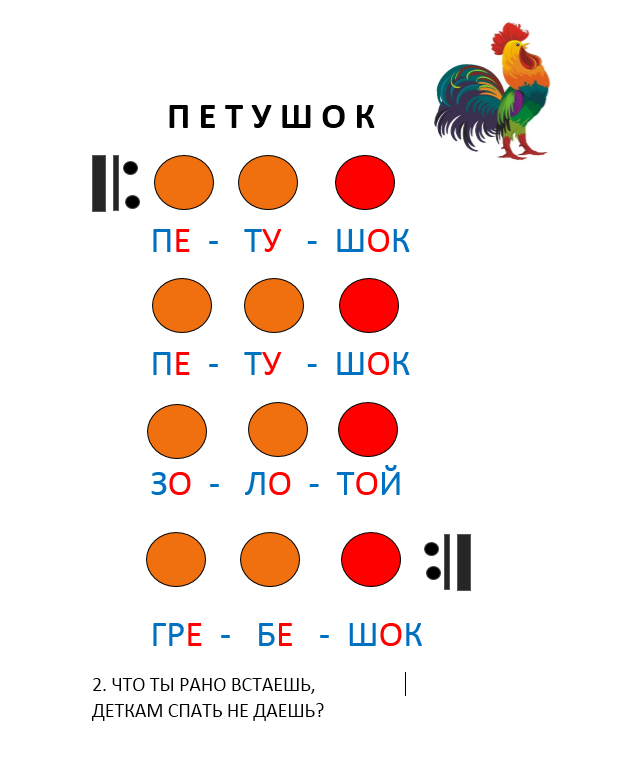 ПЕТУШОК
ПЕ - ТУ - ШОК
ПЕ - ТУ - ШОК
ЗО - ЛО - ТОЙ
ГРЕ - БЕ - ШОК
2. ЧТО ТЫ РАНО ВСТАЕШЬ,
ДЕТКАМ СПАТЬ НЕ ДАЕШЬ?